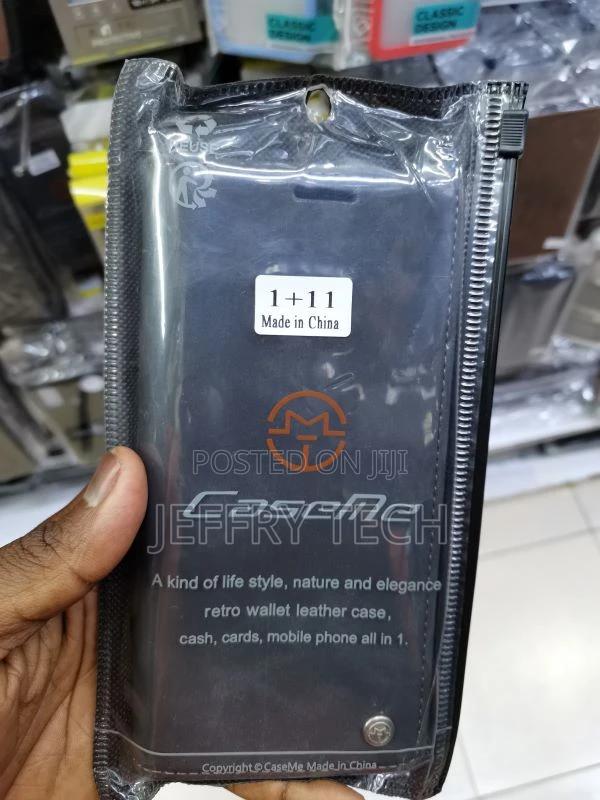 CLASSIC
DESIGN
CLASSIC
DESIGN
REUSE
1+11
Made in China
POSTED ON JIJI
CaseMe
JEFFRY TECH
A kind of life style, nature and elegance
retro wallet leather case,
cash, cards, mobile phone all in 1.
Copyright © CaseMe Made in China